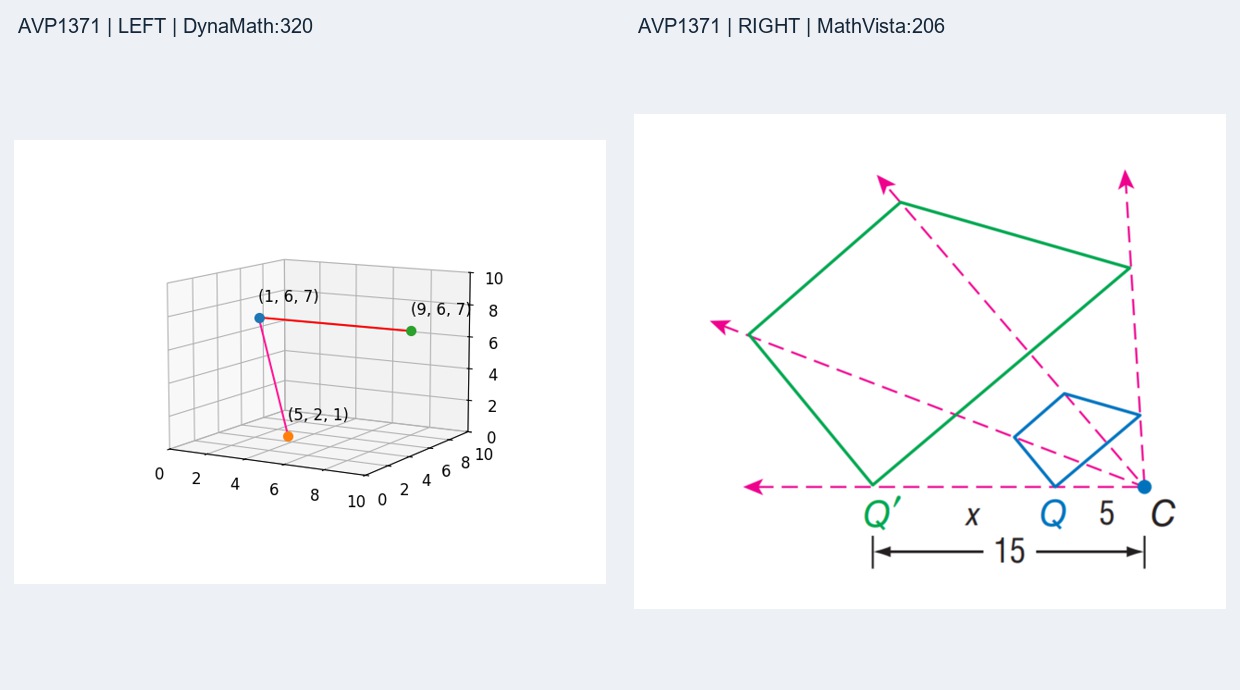 AVP1371 | LEFT | DynaMath:320
AVP1371 | RIGHT | MathVista:206
(1, 6, 7)
(9, 6, 7)
(5, 2, 1)
0 2 4 6 8 10
0 2 4 6 8 10
0 2 4 6 8 10
Q′ x Q 5 C
15